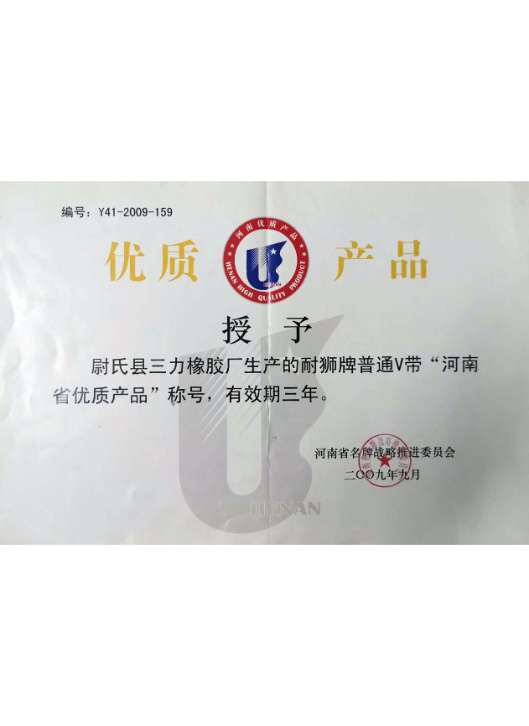 编号：Y41-2009-159
优质 产品
河南优质产品
HENAN HIGH QUALITY PRODUCT
授 予
尉氏县三力橡胶厂生产的耐狮牌普通V带“河南
省优质产品”称号，有效期三年。
河南省名牌战略推进委员会
二〇〇九年九月
HENAN